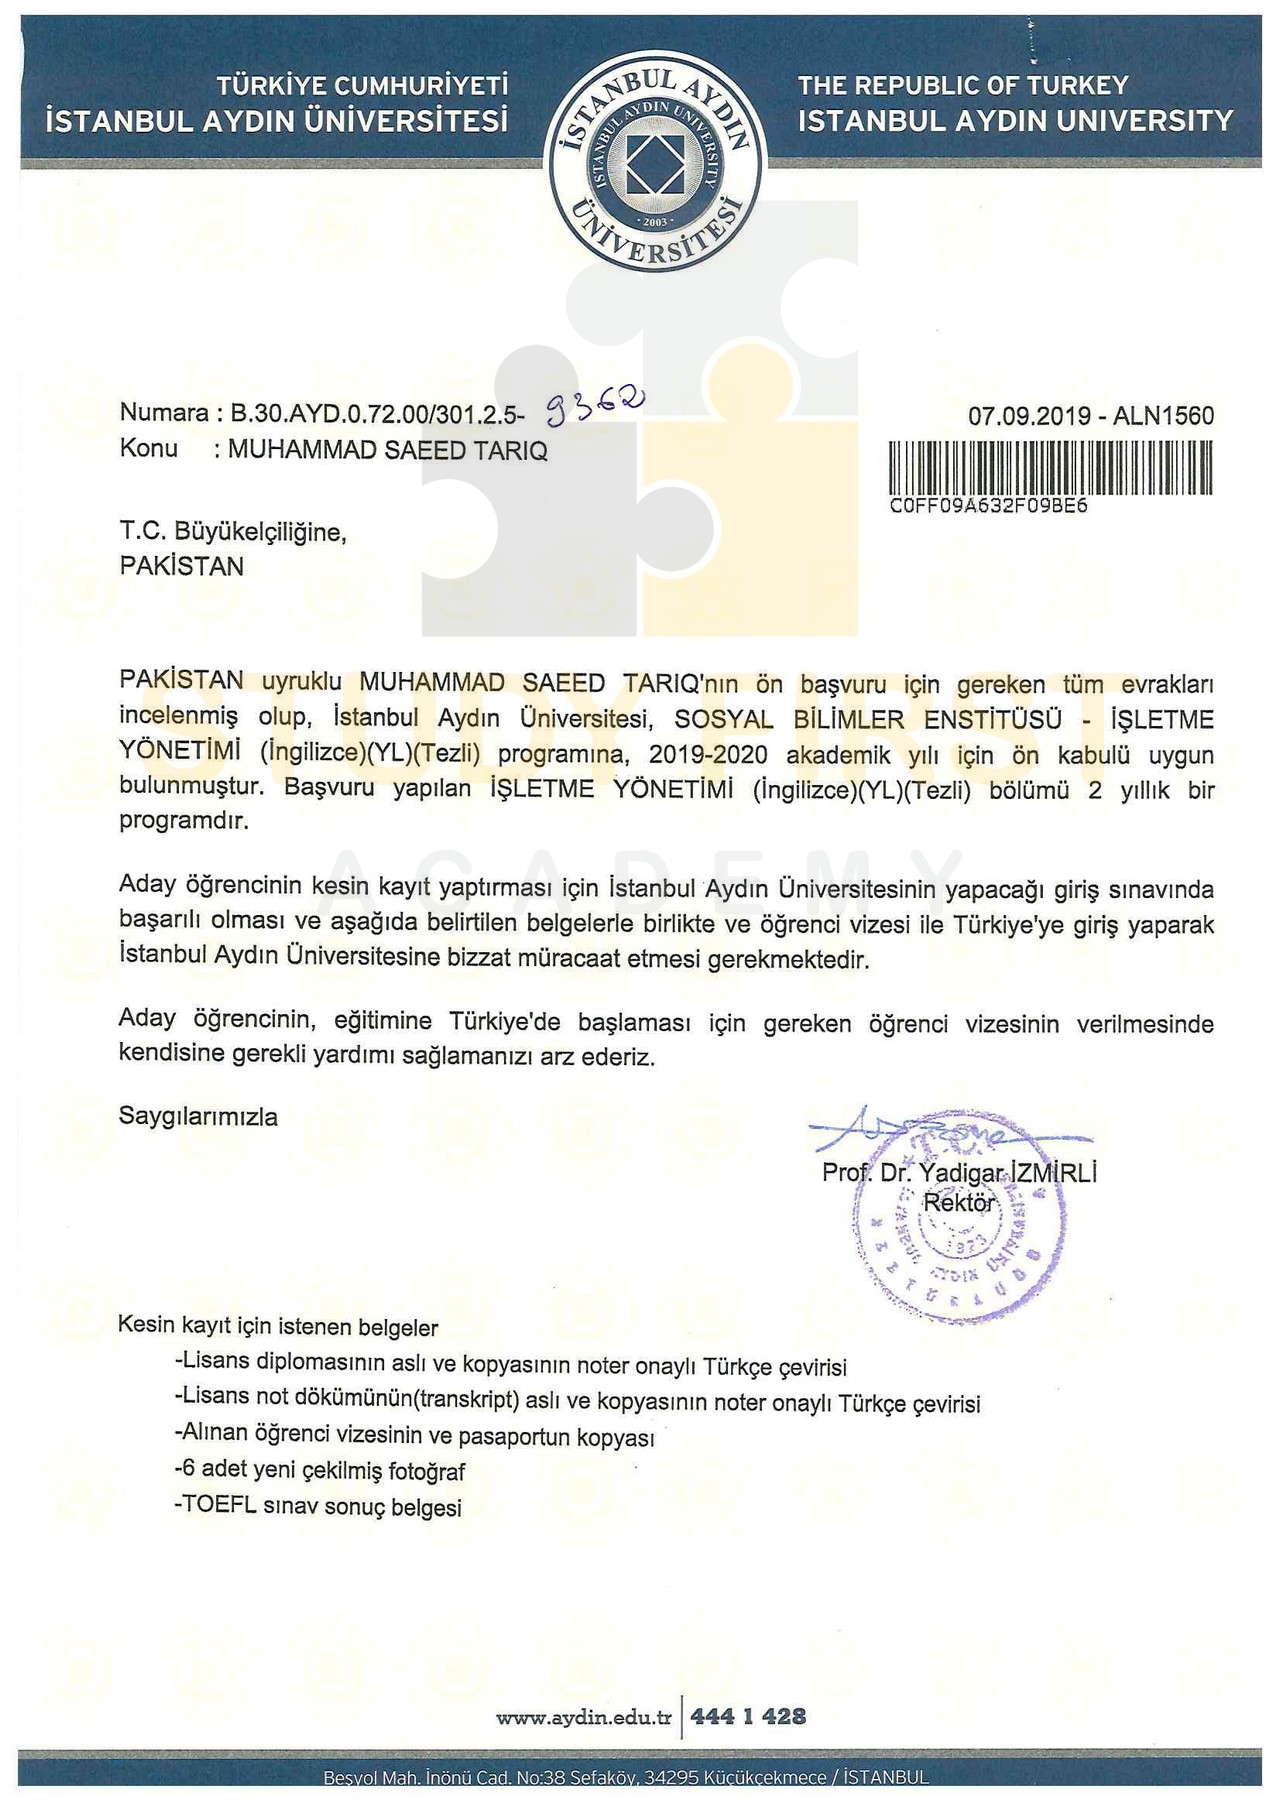 TÜRKİYE CUMHURİYETİ
İSTANBUL AYDIN ÜNİVERSİTESİ
THE REPUBLIC OF TURKEY
ISTANBUL AYDIN UNIVERSITY
İSTANBUL AYDIN ÜNİVERSİTESİ
ISTANBUL AYDIN UNIVERSITY
2003
Numara : B.30.AYD.0.72.00/301.2.5- 9362
07.09.2019 - ALN1560
Konu : MUHAMMAD SAEED TARIQ
C0FF09A632F09BE6
T.C. Büyükelçiliğine,
PAKİSTAN
PAKİSTAN uyruklu MUHAMMAD SAEED TARIQ'nın ön başvuru için gereken tüm evrakları
incelenmiş olup, İstanbul Aydın Üniversitesi, SOSYAL BİLİMLER ENSTİTÜSÜ - İŞLETME
YÖNETİMİ (İngilizce)(YL)(Tezli) programına, 2019-2020 akademik yılı için ön kabulü uygun
bulunmuştur. Başvuru yapılan İŞLETME YÖNETİMİ (İngilizce)(YL)(Tezli) bölümü 2 yıllık bir
programdır.
STUDY FIRST
ACADEMY
Aday öğrencinin kesin kayıt yaptırması için İstanbul Aydın Üniversitesinin yapacağı giriş sınavında
başarılı olması ve aşağıda belirtilen belgelerle birlikte ve öğrenci vizesi ile Türkiye'ye giriş yaparak
İstanbul Aydın Üniversitesine bizzat müracaat etmesi gerekmektedir.
Aday öğrencinin, eğitimine Türkiye'de başlaması için gereken öğrenci vizesinin verilmesinde
kendisine gerekli yardımı sağlamanızı arz ederiz.
Saygılarımızla
Prof. Dr. Yadigar İZMİRLİ
Rektör
T.C.
Kesin kayıt için istenen belgeler
-Lisans diplomasının aslı ve kopyasının noter onaylı Türkçe çevirisi
-Lisans not dökümünün(transkript) aslı ve kopyasının noter onaylı Türkçe çevirisi
-Alınan öğrenci vizesinin ve pasaportun kopyası
-6 adet yeni çekilmiş fotoğraf
-TOEFL sınav sonuç belgesi
www.aydin.edu.tr | 444 1 428
Beşyol Mah. İnönü Cad. No:38 Sefaköy, 34295 Küçükçekmece / İSTANBUL